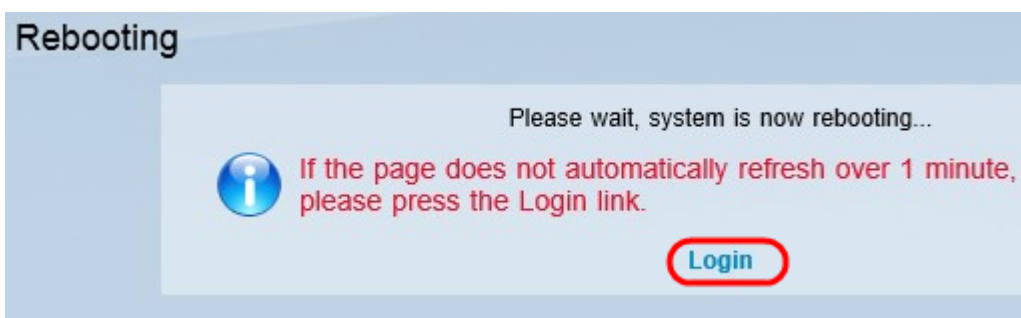 Rebooting
Please wait, system is now rebooting...
If the page does not automatically refresh over 1 minute,
please press the Login link.
Login